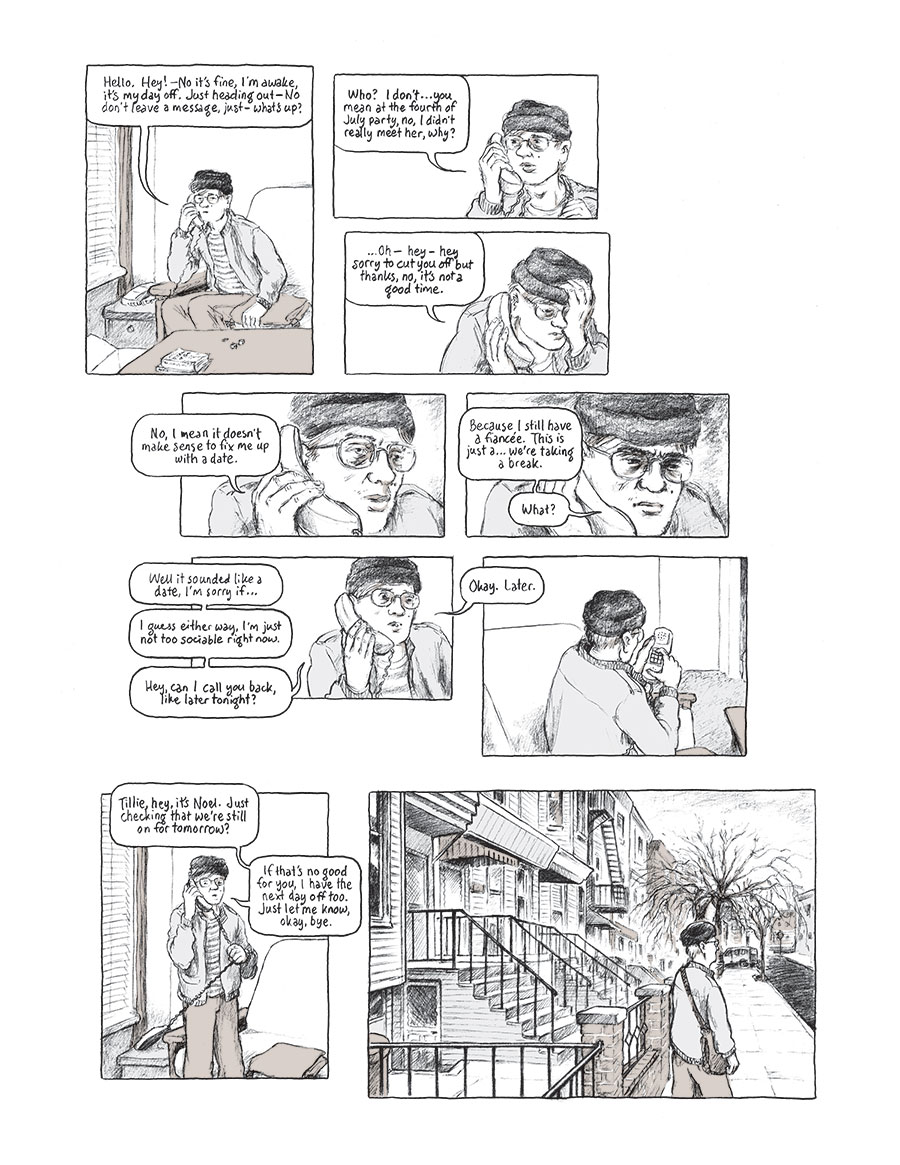 Hello. Hey! – No it's fine, I'm awake,
it's my day off. Just heading out – No
don't leave a message, just – what's up?
Who? I don't...you
mean at the fourth of
July party, no, I didn't
really meet her, why?
...Oh – hey – hey
sorry to cut you off but
thanks, no, it's not a
good time.
No, I mean it doesn't
make sense to fix me up
with a date.
Because I still have
a fiancée. This is
just a... we're taking
a break.
What?
Well it sounded like a
date, I'm sorry if...
I guess either way, I'm just
not too sociable right now.
Hey, can I call you back,
like later tonight?
Okay. Later.
Tillie, hey, it's Noel. Just
checking that we're still
on for tomorrow?
If that's no good
for you, I have the
next day off too.
Just let me know,
okay, bye.